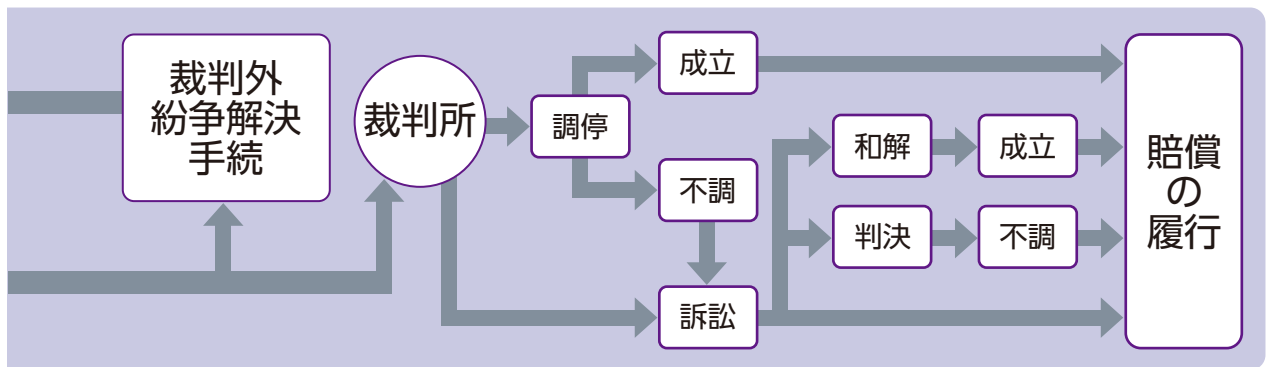 裁判外
紛争解決
手続
裁判所
調停
成立
不調
訴訟
和解
成立
判決
不調
賠償
の
履行